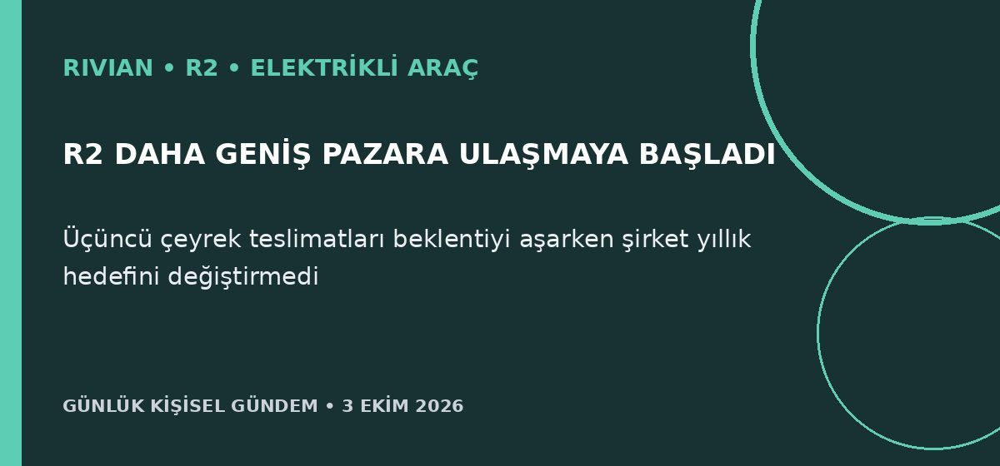 RIVIAN • R2 • ELEKTRİKLİ ARAÇ
R2 DAHA GENİŞ PAZARA ULAŞMAYA BAŞLADI
Üçüncü çeyrek teslimatları beklentiyi aşarken şirket yıllık
hedefini değiştirmedi
GÜNLÜK KİŞİSEL GÜNDEM • 3 EKİM 2026